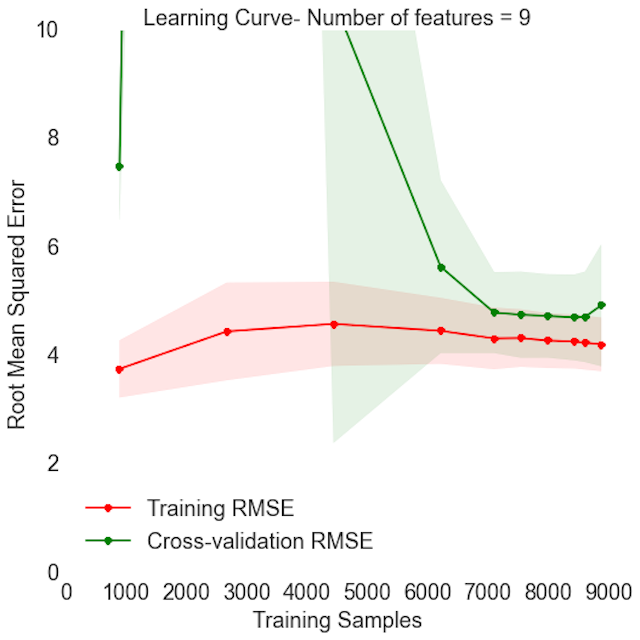 Learning Curve- Number of features = 9
10
8
6
4
2
0
Root Mean Squared Error
Training RMSE
Cross-validation RMSE
0 1000 2000 3000 4000 5000 6000 7000 8000 9000
Training Samples